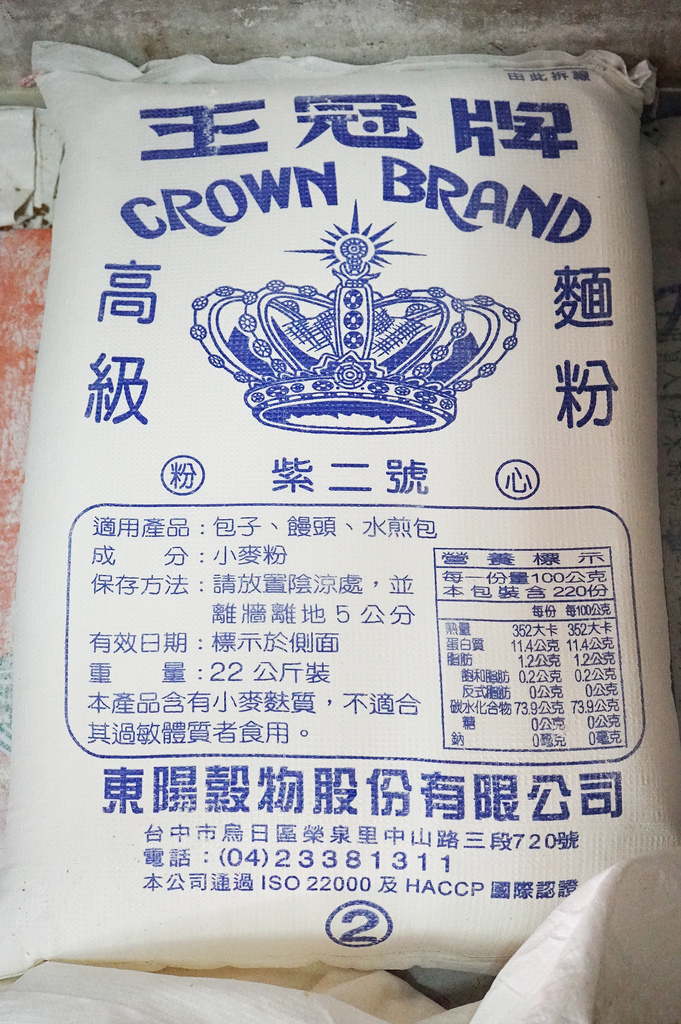 由此拆線
王冠牌
CROWN BRAND
高級
麵粉
粉 紫二號 心
適用產品：包子、饅頭、水煎包
成 分：小麥粉
保存方法：請放置陰涼處，並
離牆離地5公分
有效日期：標示於側面
重 量：22公斤裝
本產品含有小麥麩質，不適合
其過敏體質者食用。
營養標示
每一份量100公克
本包裝含220份
每份 每100公克
熱量 352大卡 352大卡
蛋白質 11.4公克 11.4公克
脂肪 1.2公克 1.2公克
飽和脂肪 0.2公克 0.2公克
反式脂肪 0公克 0公克
碳水化合物 73.9公克 73.9公克
糖 0公克 0公克
鈉 0毫克 0毫克
東陽穀物股份有限公司
台中市烏日區榮泉里中山路三段720號
電話：(04)23381311
本公司通過ISO 22000及HACCP國際認證
2